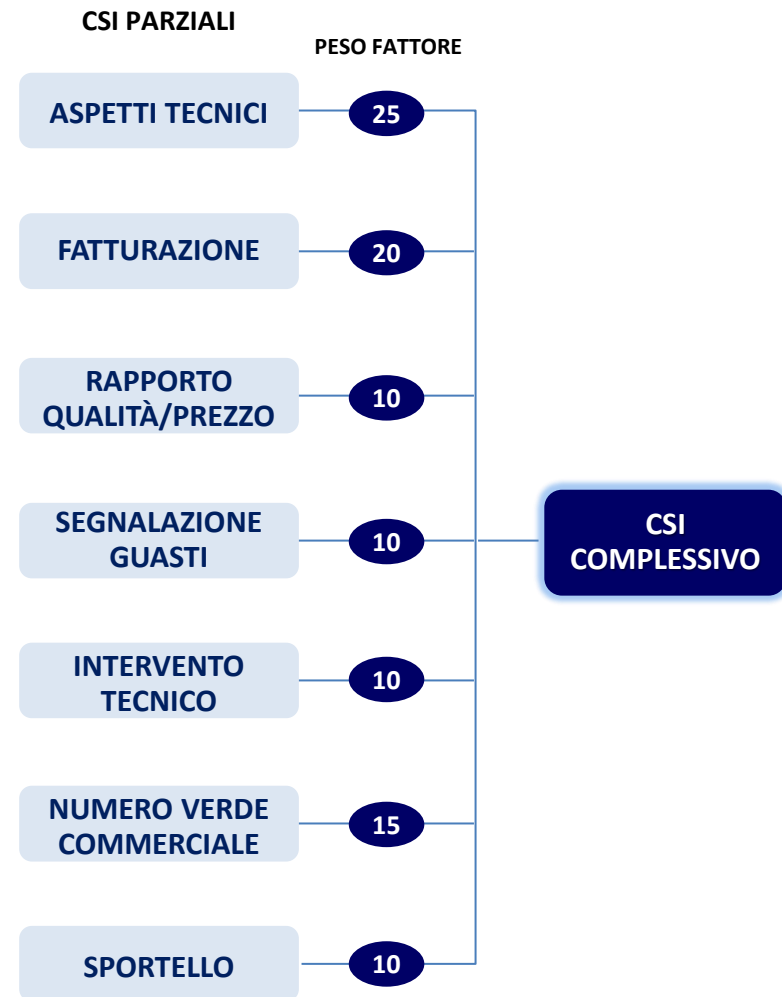 CSI PARZIALI
PESO FATTORE
ASPETTI TECNICI
25
FATTURAZIONE
20
RAPPORTO
QUALITÀ/PREZZO
10
SEGNALAZIONE
GUASTI
10
CSI
COMPLESSIVO
INTERVENTO
TECNICO
10
NUMERO VERDE
COMMERCIALE
15
SPORTELLO
10